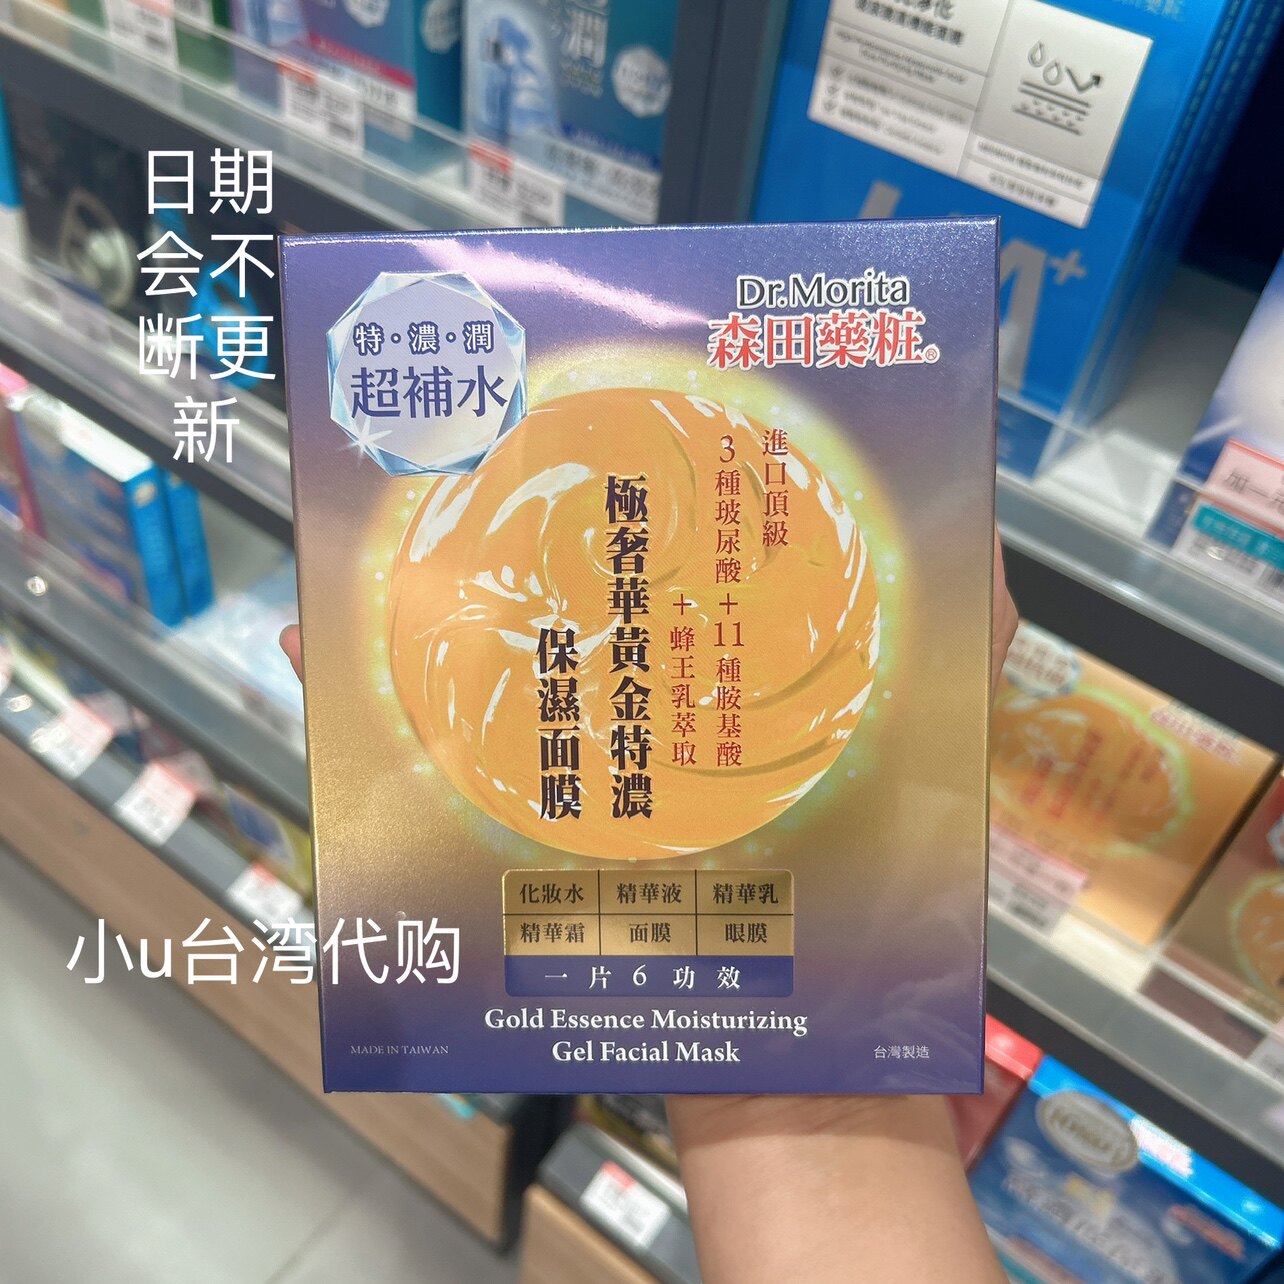 日期
会不
断更
新
特·濃·潤
超補水
Dr.Morita
森田藥粧®
進口頂級
3種玻尿酸+11種胺基酸
+蜂王乳萃取
極奢華黃金特濃
保濕面膜
化妝水 精華液 精華乳
精華霜 面膜 眼膜
一片6功效
小u台湾代购
Gold Essence Moisturizing
Gel Facial Mask
MADE IN TAIWAN
台灣製造